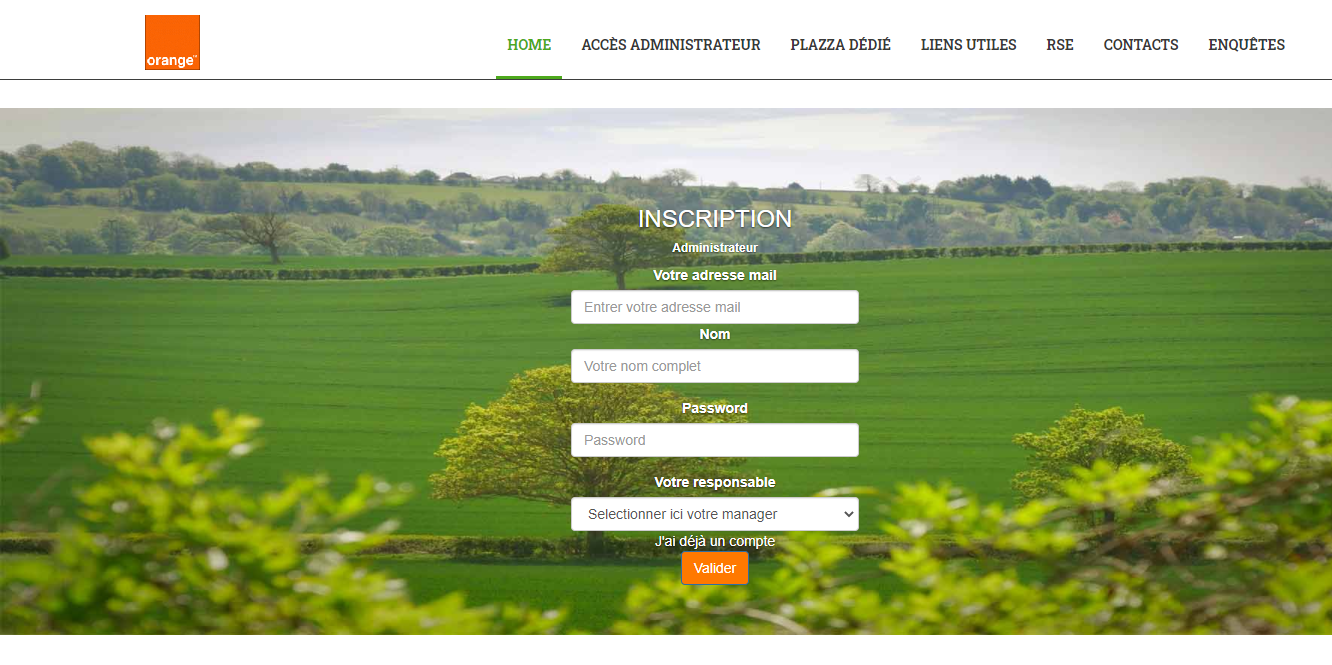 orange™
HOME ACCÈS ADMINISTRATEUR PLAZZA DÉDIÉ LIENS UTILES RSE CONTACTS ENQUÊTES
INSCRIPTION
Administrateur
Votre adresse mail
Entrer votre adresse mail
Nom
Votre nom complet
Password
Password
Votre responsable
Selectionner ici votre manager
J'ai déjà un compte
Valider